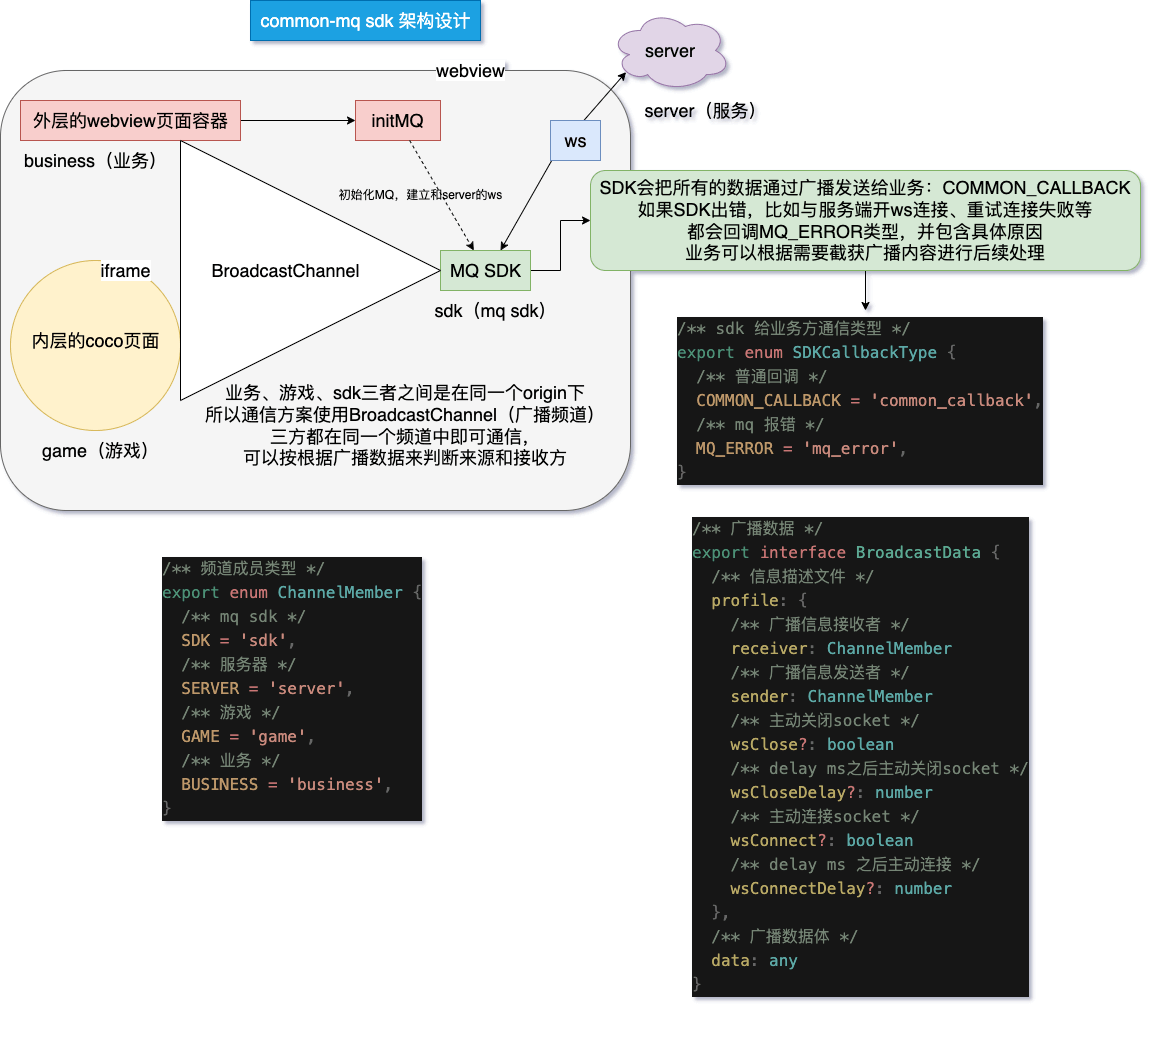 common-mq sdk 架构设计
server
server（服务）
webview
外层的webview页面容器
business（业务）
initMQ
ws
初始化MQ，建立和server的ws
SDK会把所有的数据通过广播发送给业务：COMMON_CALLBACK
如果SDK出错，比如与服务端开ws连接、重试连接失败等
都会回调MQ_ERROR类型，并包含具体原因
业务可以根据需要截获广播内容进行后续处理
BroadcastChannel
MQ SDK
sdk（mq sdk）
iframe
内层的coco页面
game（游戏）
业务、游戏、sdk三者之间是在同一个origin下
所以通信方案使用BroadcastChannel（广播频道）
三方都在同一个频道中即可通信，
可以按根据广播数据来判断来源和接收方
/** sdk 给业务方通信类型 */
export enum SDKCallbackType {
  /** 普通回调 */
  COMMON_CALLBACK = 'common_callback',
  /** mq 报错 */
  MQ_ERROR = 'mq_error',
}
/** 频道成员类型 */
export enum ChannelMember {
  /** mq sdk */
  SDK = 'sdk',
  /** 服务器 */
  SERVER = 'server',
  /** 游戏 */
  GAME = 'game',
  /** 业务 */
  BUSINESS = 'business',
}
/** 广播数据 */
export interface BroadcastData {
  /** 信息描述文件 */
  profile: {
    /** 广播信息接收者 */
    receiver: ChannelMember
    /** 广播信息发送者 */
    sender: ChannelMember
    /** 主动关闭socket */
    wsClose?: boolean
    /** delay ms之后主动关闭socket */
    wsCloseDelay?: number
    /** 主动连接socket */
    wsConnect?: boolean
    /** delay ms 之后主动连接 */
    wsConnectDelay?: number
  },
  /** 广播数据体 */
  data: any
}